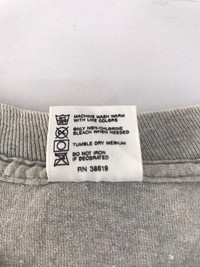 MACHINE WASH WARM
WITH LIKE COLORS
ONLY NON-CHLORINE
BLEACH WHEN NEEDED
TUMBLE DRY MEDIUM
DO NOT IRON
IF DECORATED
RN 36619